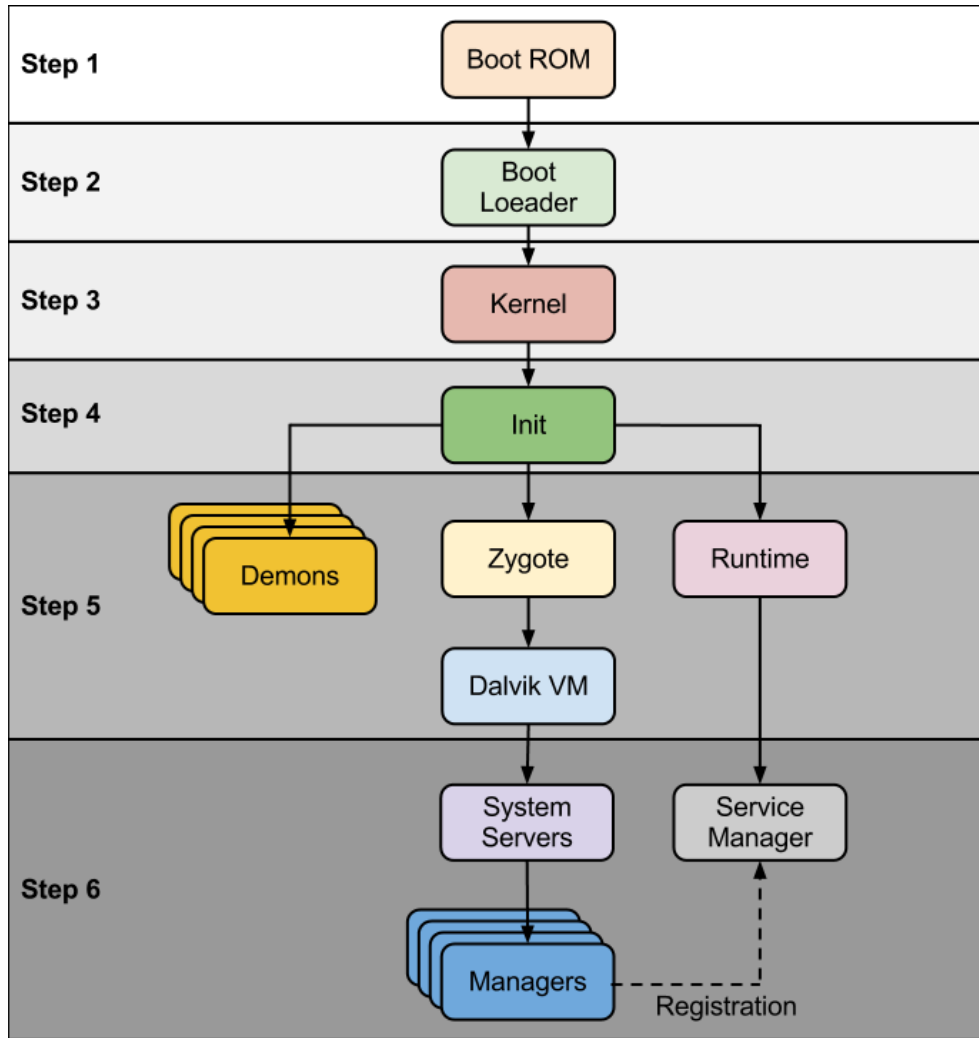 Step 1
Boot ROM
Step 2
Boot
Loeader
Step 3
Kernel
Step 4
Init
Step 5
Demons
Zygote
Runtime
Dalvik VM
Step 6
System
Servers
Service
Manager
Managers
Registration